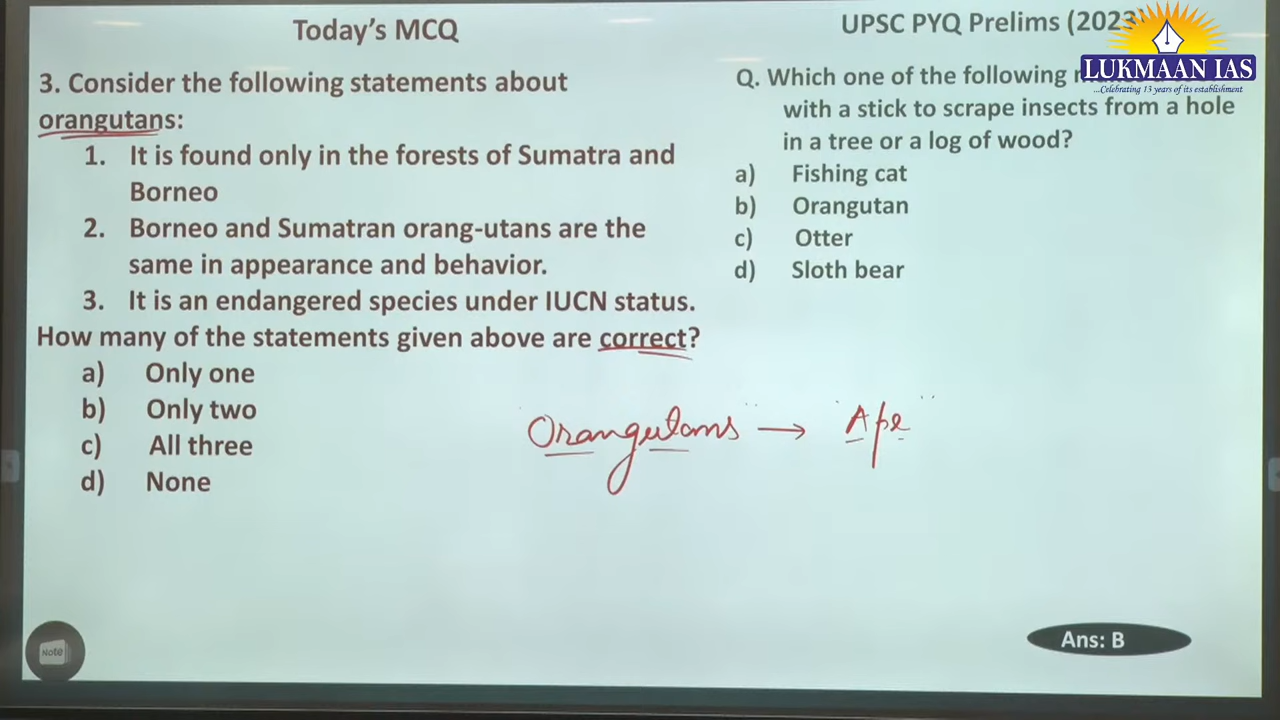 Today's MCQ
3. Consider the following statements about
orangutans:
1. It is found only in the forests of Sumatra and
Borneo
2. Borneo and Sumatran orang-utans are the
same in appearance and behavior.
3. It is an endangered species under IUCN status.
How many of the statements given above are correct?
a) Only one
b) Only two
c) All three
d) None
UPSC PYQ Prelims (2023
LUKMAAN IAS
...Celebrating 13 years of its establishment
Q. Which one of the following
with a stick to scrape insects from a hole
in a tree or a log of wood?
a) Fishing cat
b) Orangutan
c) Otter
d) Sloth bear
Orangutans → "Ape"
Ans: B
Note